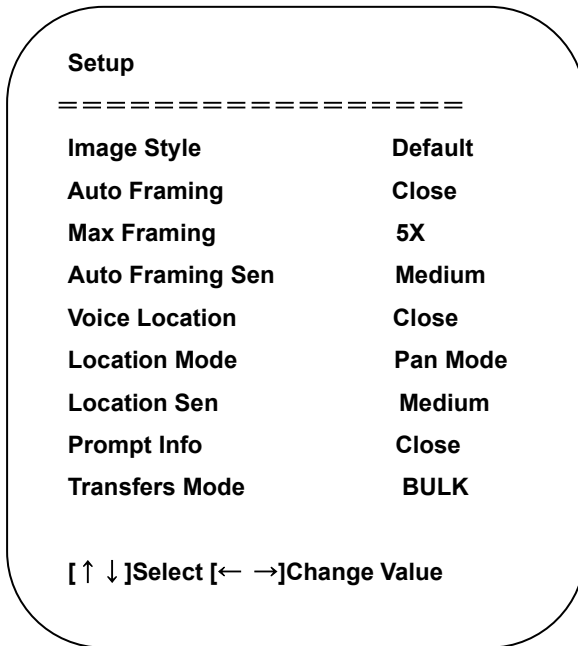 Setup
=================
Image Style Default
Auto Framing Close
Max Framing 5X
Auto Framing Sen Medium
Voice Location Close
Location Mode Pan Mode
Location Sen Medium
Prompt Info Close
Transfers Mode BULK
[↑ ↓]Select [← →]Change Value